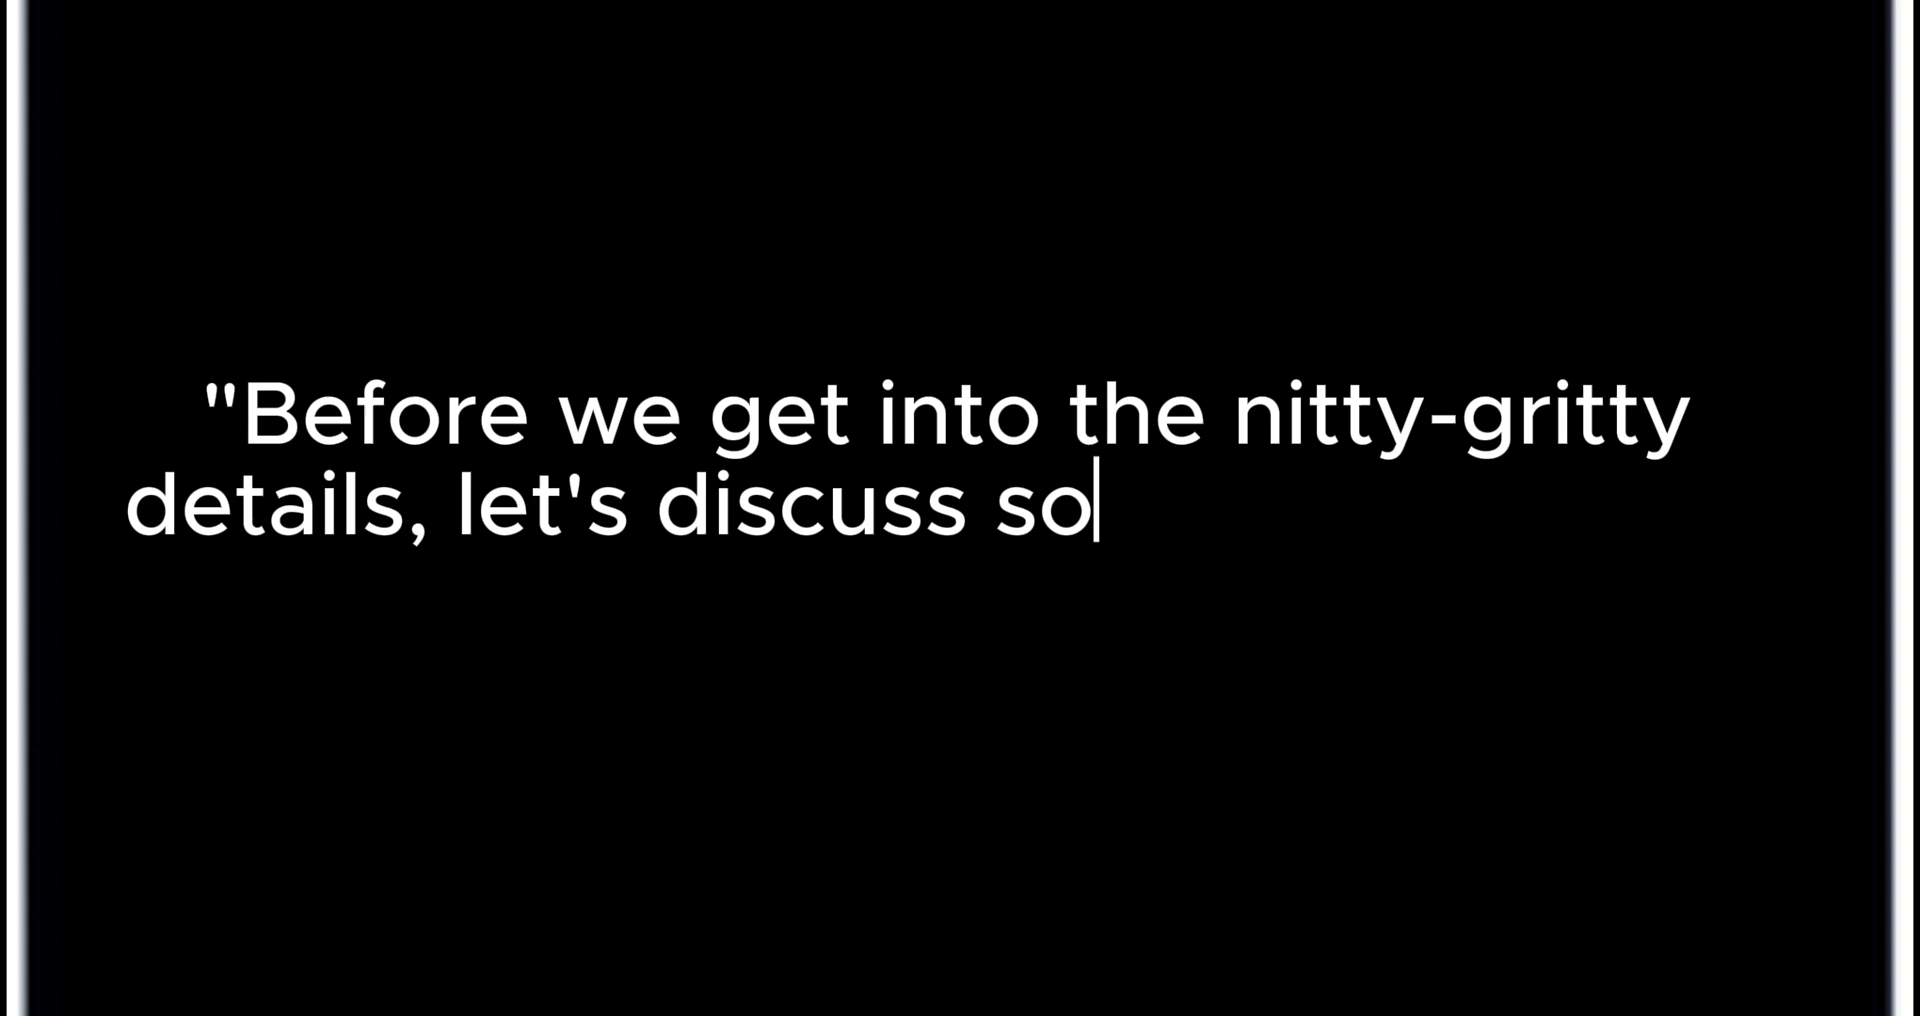 "Before we get into the nitty-gritty
details, let's discuss so